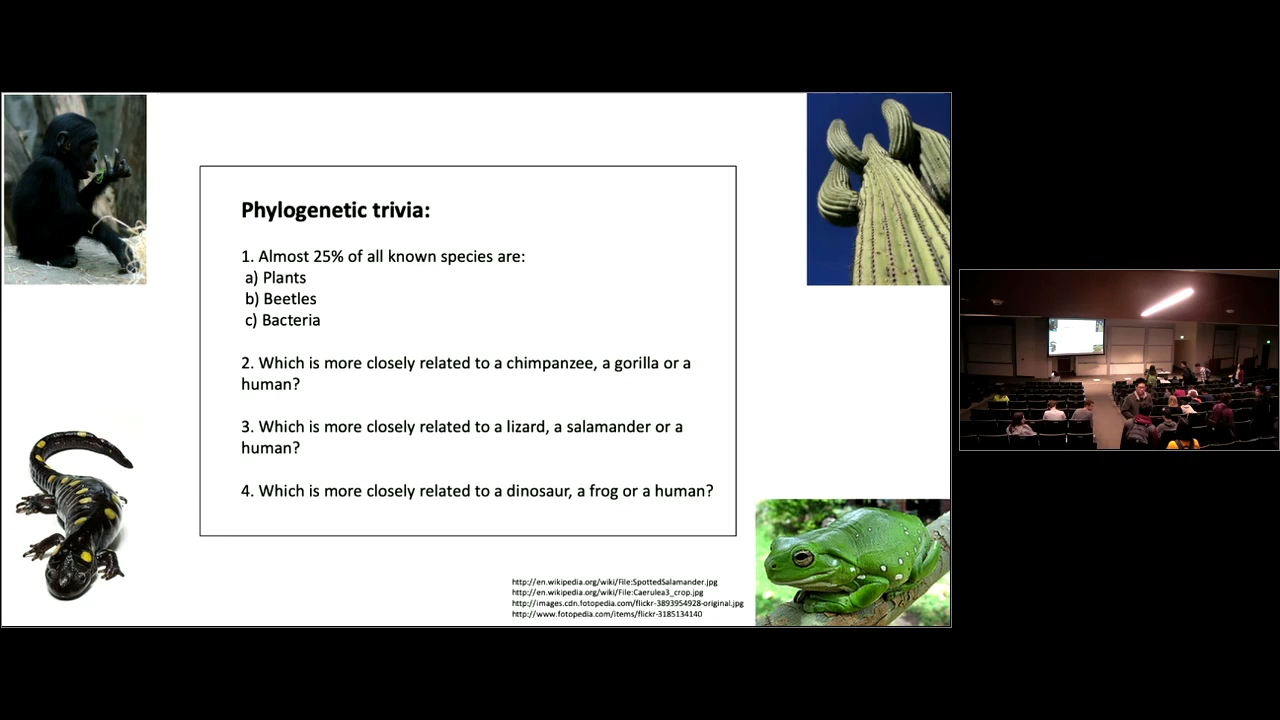 Phylogenetic trivia:
1. Almost 25% of all known species are:
a) Plants
b) Beetles
c) Bacteria
2. Which is more closely related to a chimpanzee, a gorilla or a
human?
3. Which is more closely related to a lizard, a salamander or a
human?
4. Which is more closely related to a dinosaur, a frog or a human?
http://en.wikipedia.org/wiki/File:SpottedSalamander.jpg
http://en.wikipedia.org/wiki/File:Caerulea3_crop.jpg
http://images.cdn.fotopedia.com/flickr-3893954928-original.jpg
http://www.fotopedia.com/items/flickr-3185134140